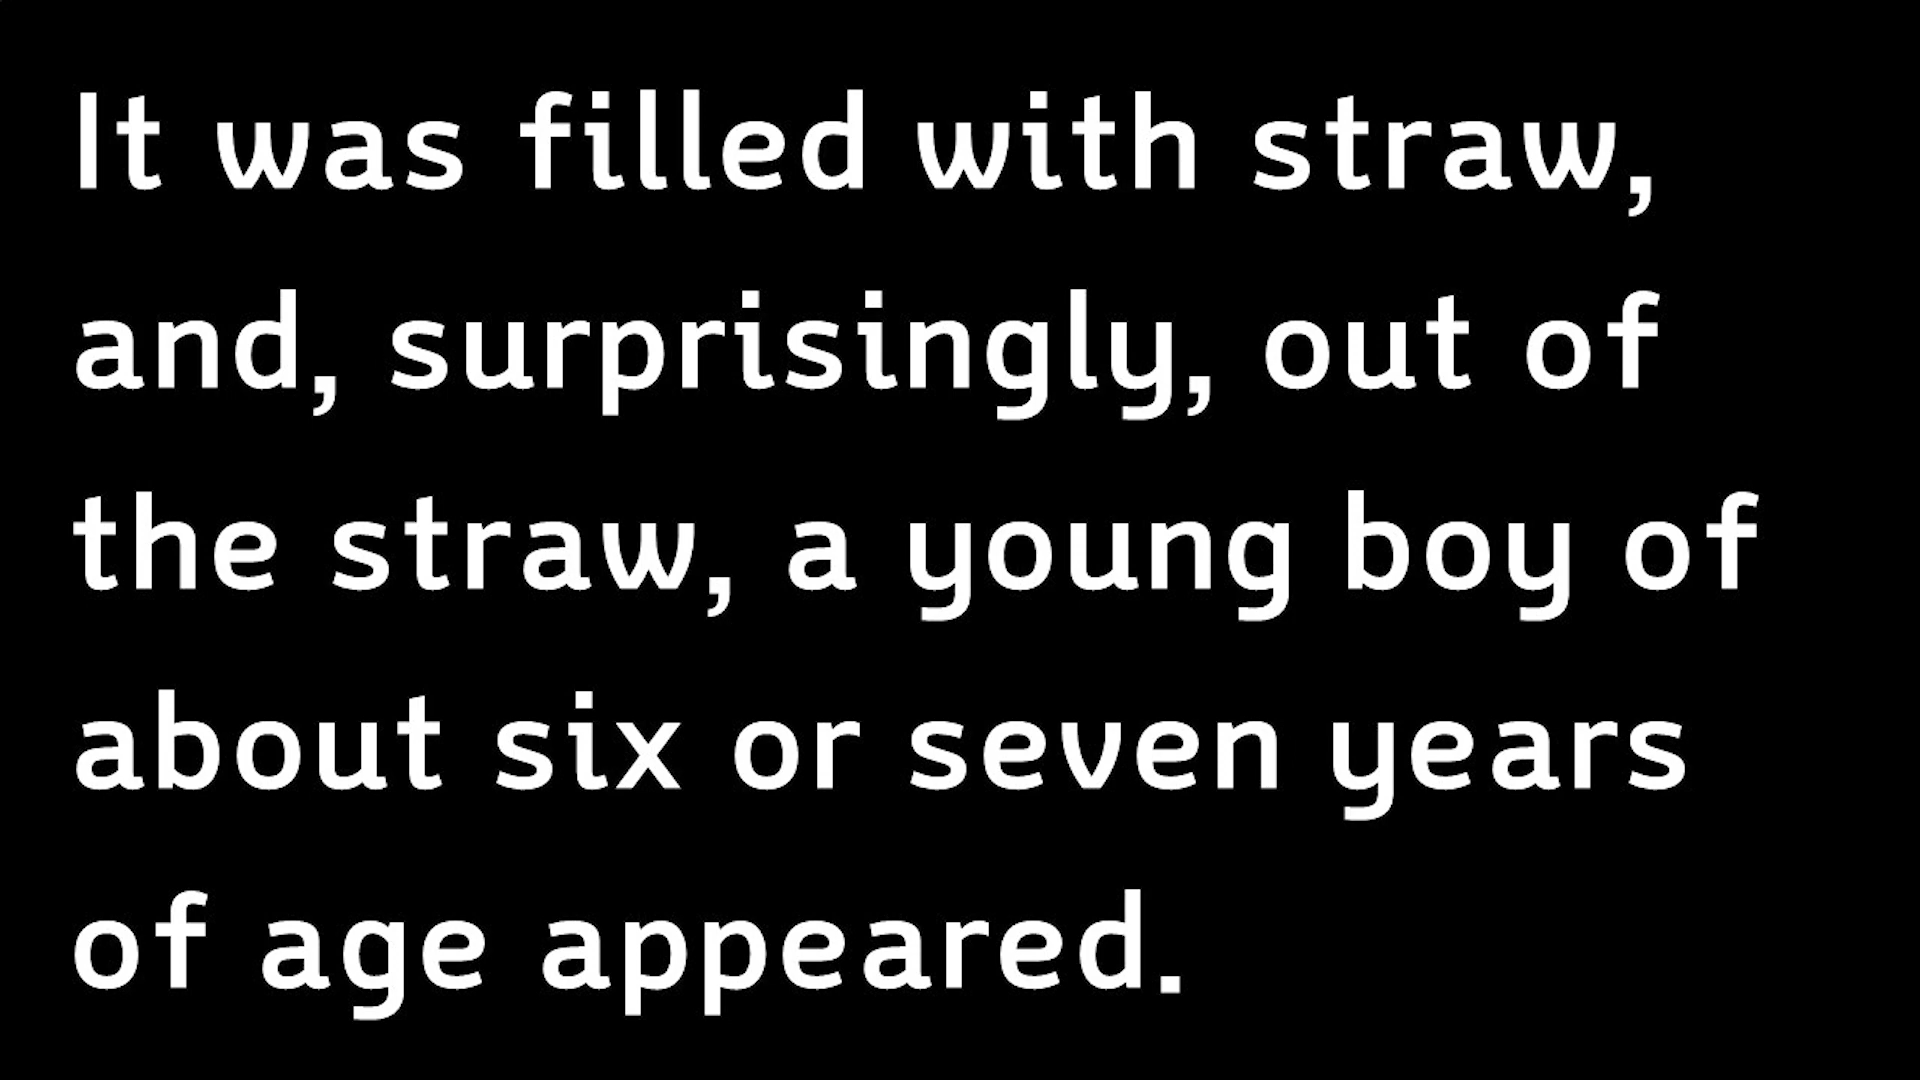 It was filled with straw,
and, surprisingly, out of
the straw, a young boy of
about six or seven years
of age appeared.